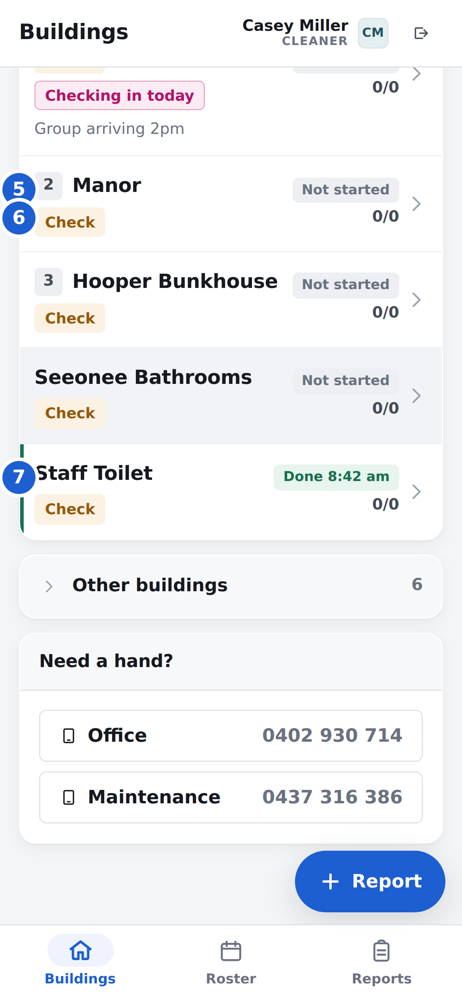 Buildings
Casey Miller
CLEANER
CM
Checking in today
0/0
Group arriving 2pm
5
2 Manor
Not started
6
Check
0/0
3 Hooper Bunkhouse
Not started
Check
0/0
Seeonee Bathrooms
Not started
Check
0/0
7
Staff Toilet
Done 8:42 am
Check
0/0
Other buildings
6
Need a hand?
Office 0402 930 714
Maintenance 0437 316 386
+ Report
Buildings
Roster
Reports